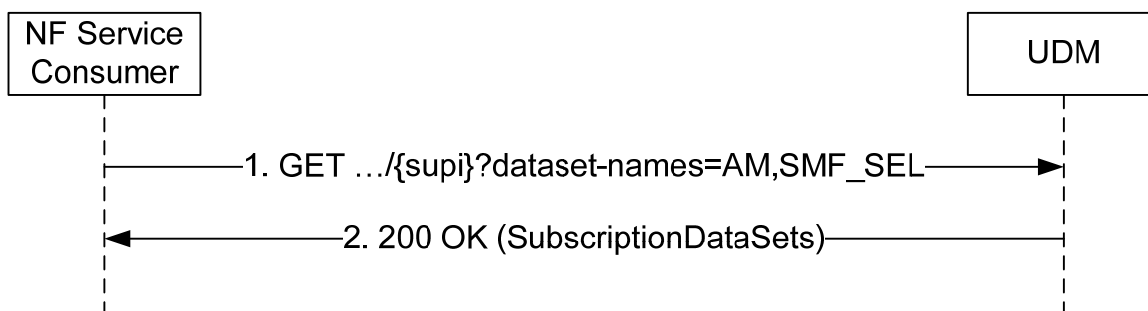 NF Service
Consumer
UDM
1. GET …/{supi}?dataset-names=AM,SMF_SEL
2. 200 OK (SubscriptionDataSets)